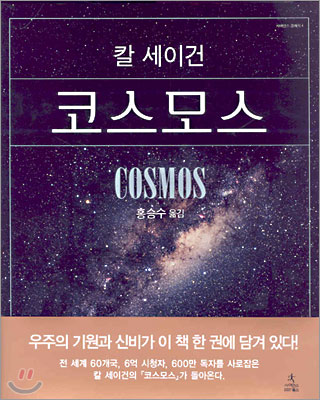 칼 세이건
코스모스
COSMOS
홍승수 옮김
우주의 기원과 신비가 이 책 한 권에 담겨 있다!
전 세계 60개국, 6억 시청자, 600만 독자를 사로잡은
칼 세이건의 「코스모스」가 돌아온다.
YES24.COM